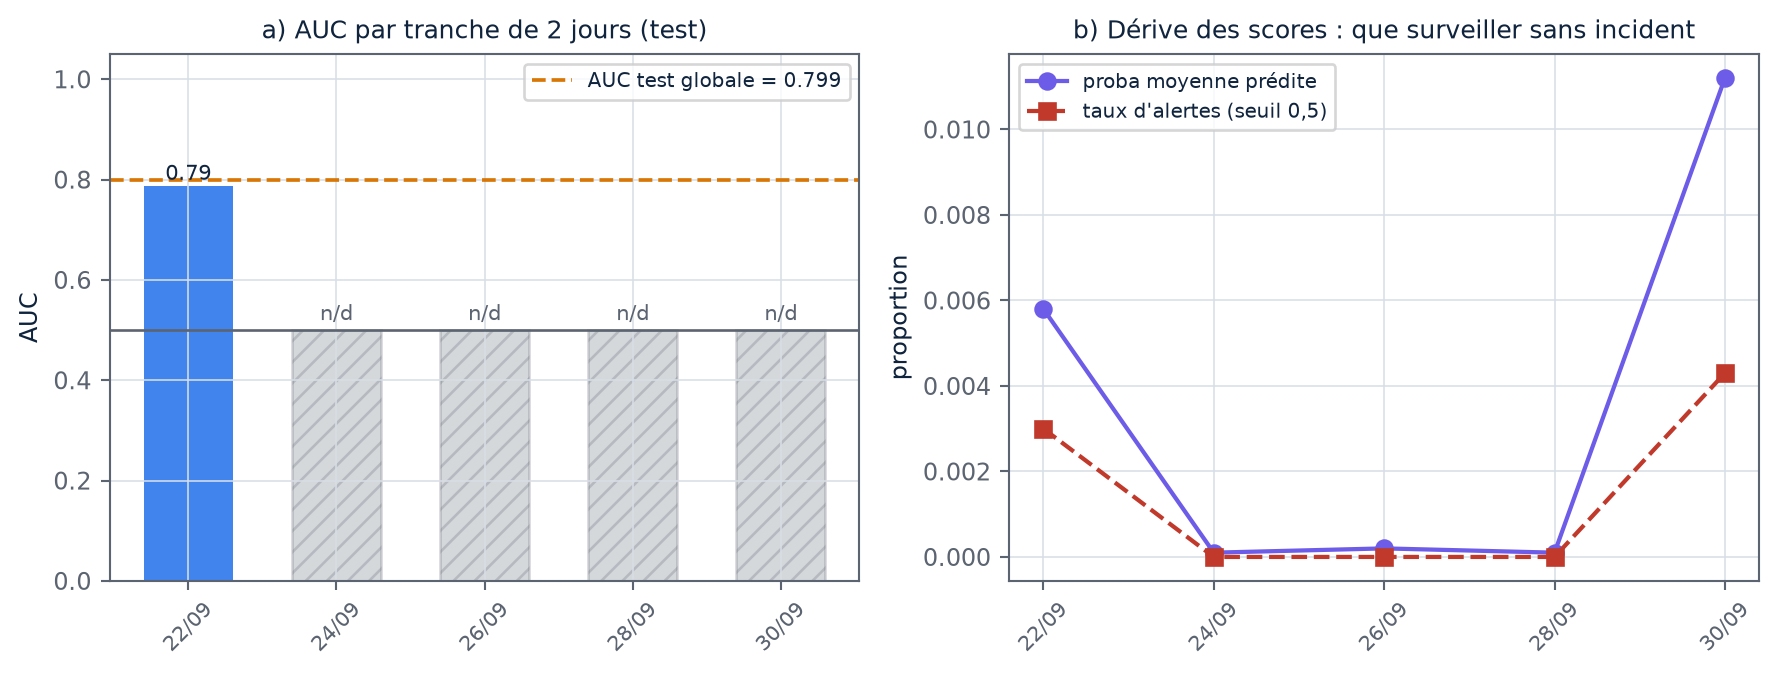 a) AUC par tranche de 2 jours (test)
AUC test globale = 0.799
AUC
1.0
0.8
0.6
0.4
0.2
0.0
0.79
n/d
n/d
n/d
n/d
22/09
24/09
26/09
28/09
30/09
b) Dérive des scores : que surveiller sans incident
proba moyenne prédite
taux d'alertes (seuil 0,5)
proportion
0.010
0.008
0.006
0.004
0.002
0.000
22/09
24/09
26/09
28/09
30/09